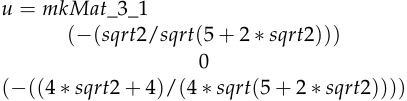 u = mkMat_3_1
(−(sqrt2/sqrt(5 + 2 ∗ sqrt2)))
0
(−((4 ∗ sqrt2 + 4)/(4 ∗ sqrt(5 + 2 ∗ sqrt2))))